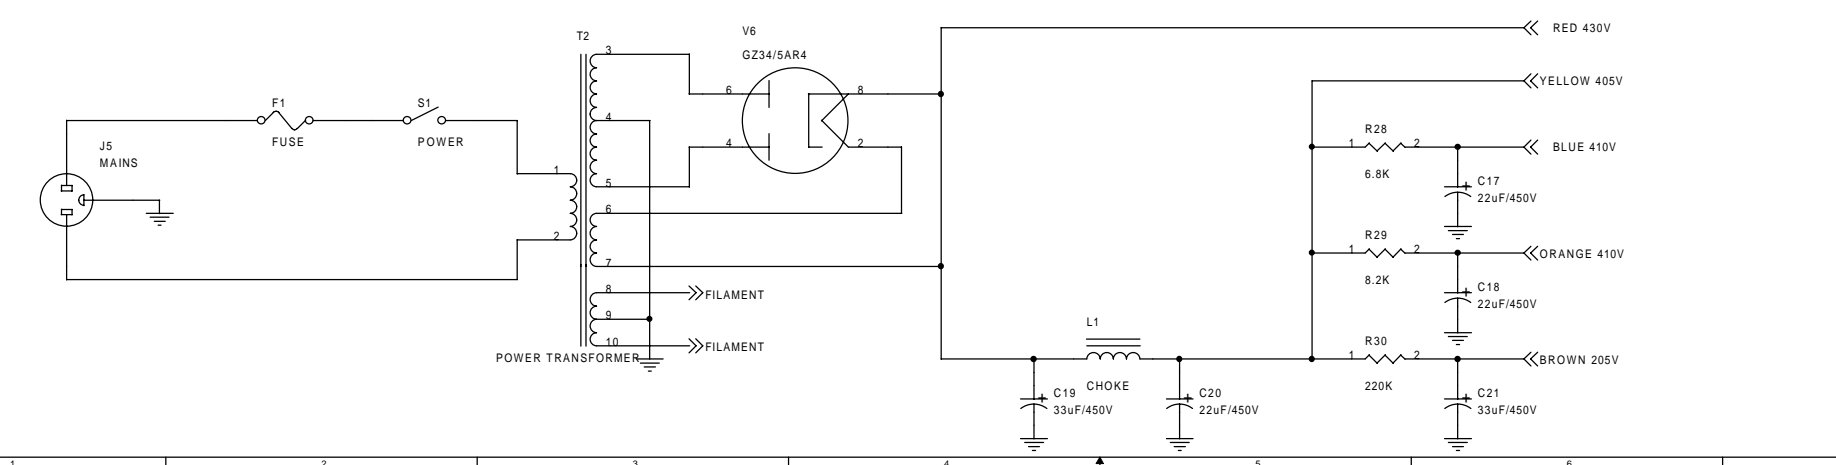 T2
V6
GZ34/5AR4
RED 430V
YELLOW 405V
3
6
8
F1
S1
4
FUSE
POWER
J5
MAINS
4
2
R28
1
2
BLUE 410V
6.8K
1
5
C17
22uF/450V
6
2
R29
1
2
ORANGE 410V
7
8.2K
C18
22uF/450V
8
FILAMENT
9
L1
10
FILAMENT
R30
POWER TRANSFORMER
1
2
BROWN 205V
CHOKE
220K
C19
33uF/450V
C20
22uF/450V
C21
33uF/450V
1
2
3
4
5
6